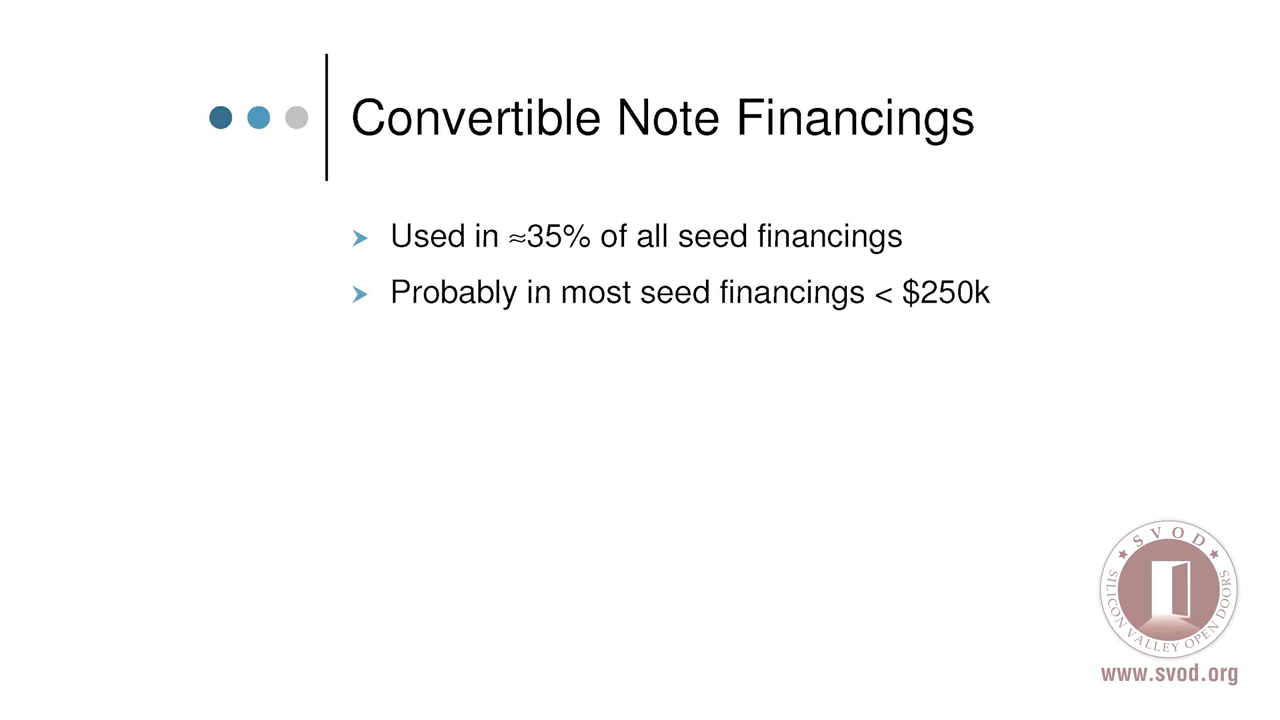 Convertible Note Financings
Used in ≈35% of all seed financings
Probably in most seed financings < $250k
SVOD
SILICON VALLEY OPEN DOORS
www.svod.org